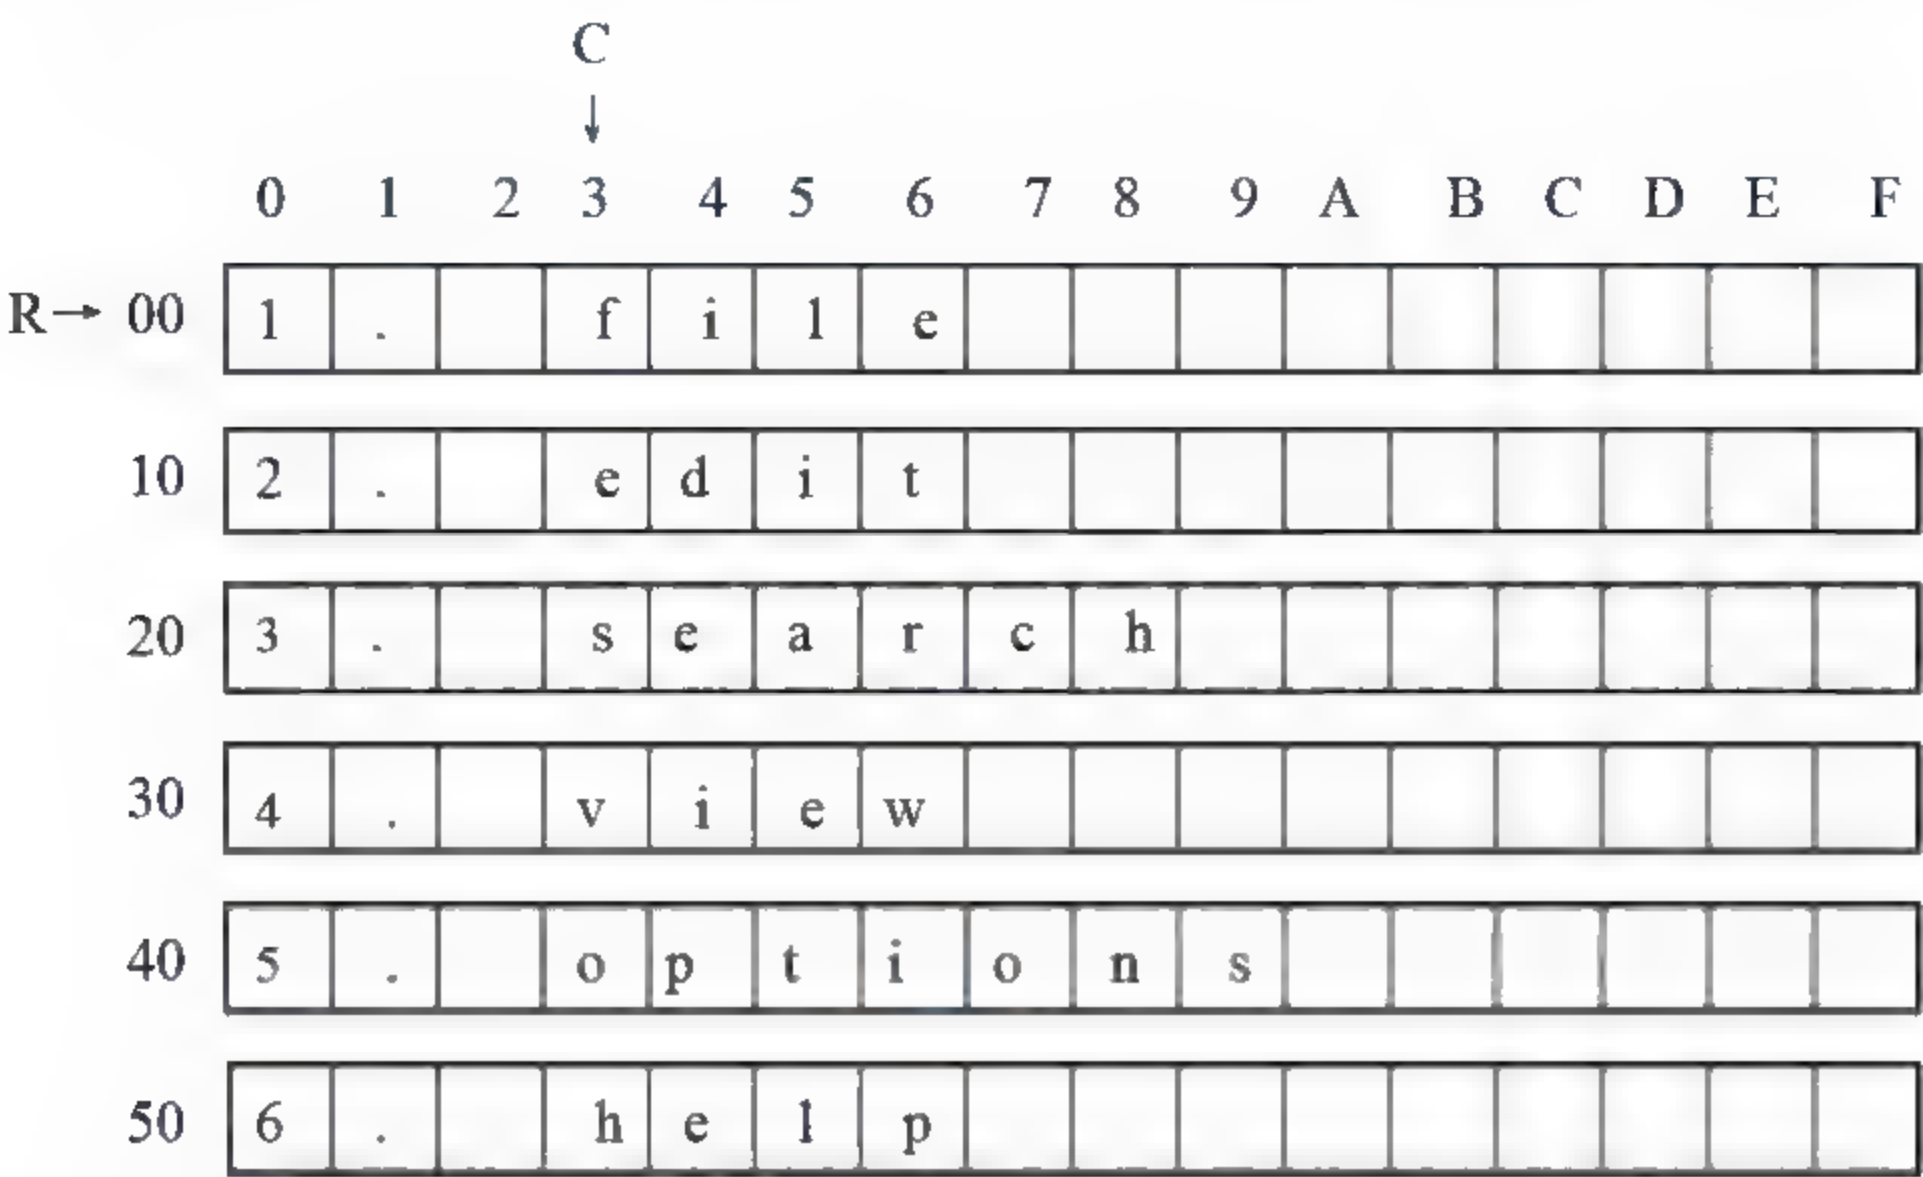 C
↓
0 1 2 3 4 5 6 7 8 9 A B C D E F
R→ 00 1 . f i l e
10 2 . e d i t
20 3 . s e a r c h
30 4 . v i e w
40 5 . o p t i o n s
50 6 . h e l p